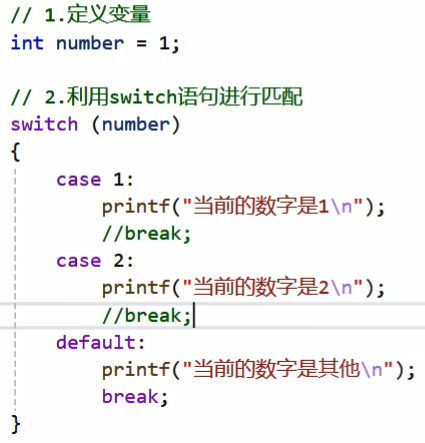 // 1.定义变量
int number = 1;
// 2.利用switch语句进行匹配
switch (number)
{
case 1:
printf("当前的数字是1\n");
//break;
case 2:
printf("当前的数字是2\n");
//break;
default:
printf("当前的数字是其他\n");
break;
}